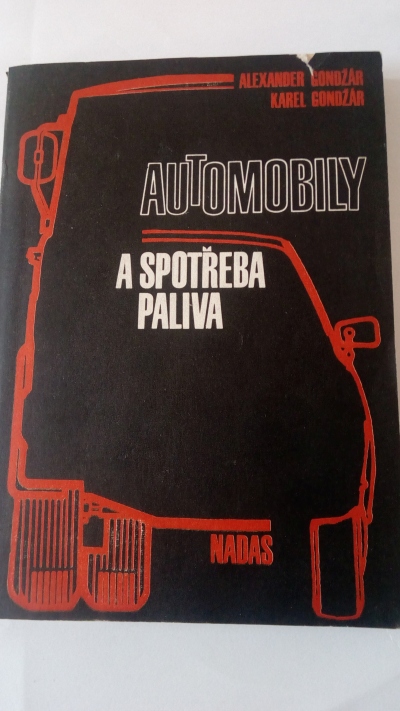 ALEXANDER GONDŽÁR
KAREL GONDŽÁR
AUTOMOBILY
A SPOTŘEBA
PALIVA
NADAS